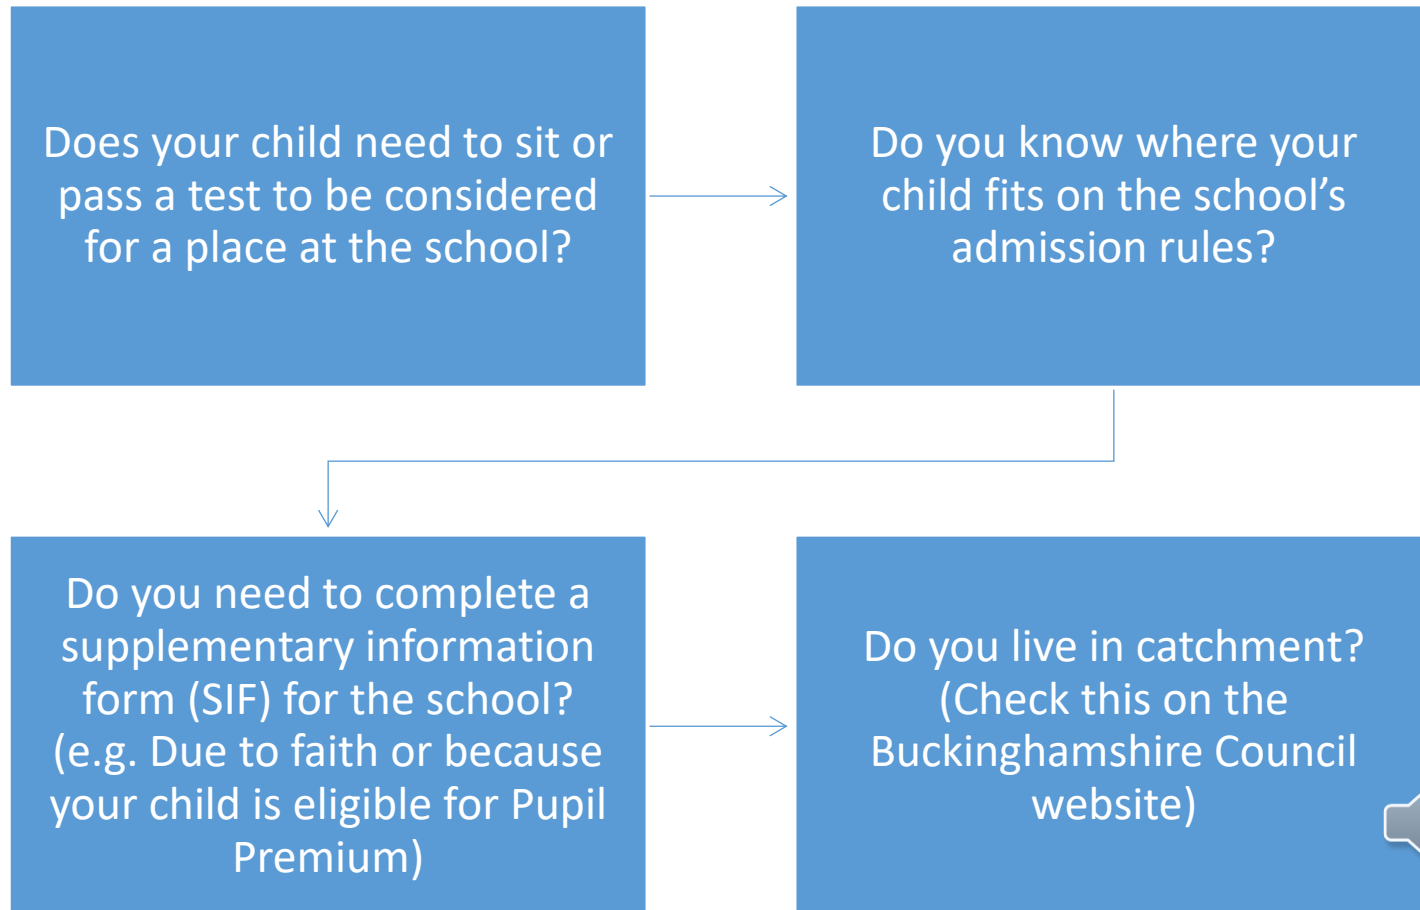 Does your child need to sit or
pass a test to be considered
for a place at the school?
Do you know where your
child fits on the school’s
admission rules?
Do you need to complete a
supplementary information
form (SIF) for the school?
(e.g. Due to faith or because
your child is eligible for Pupil
Premium)
Do you live in catchment?
(Check this on the
Buckinghamshire Council
website)